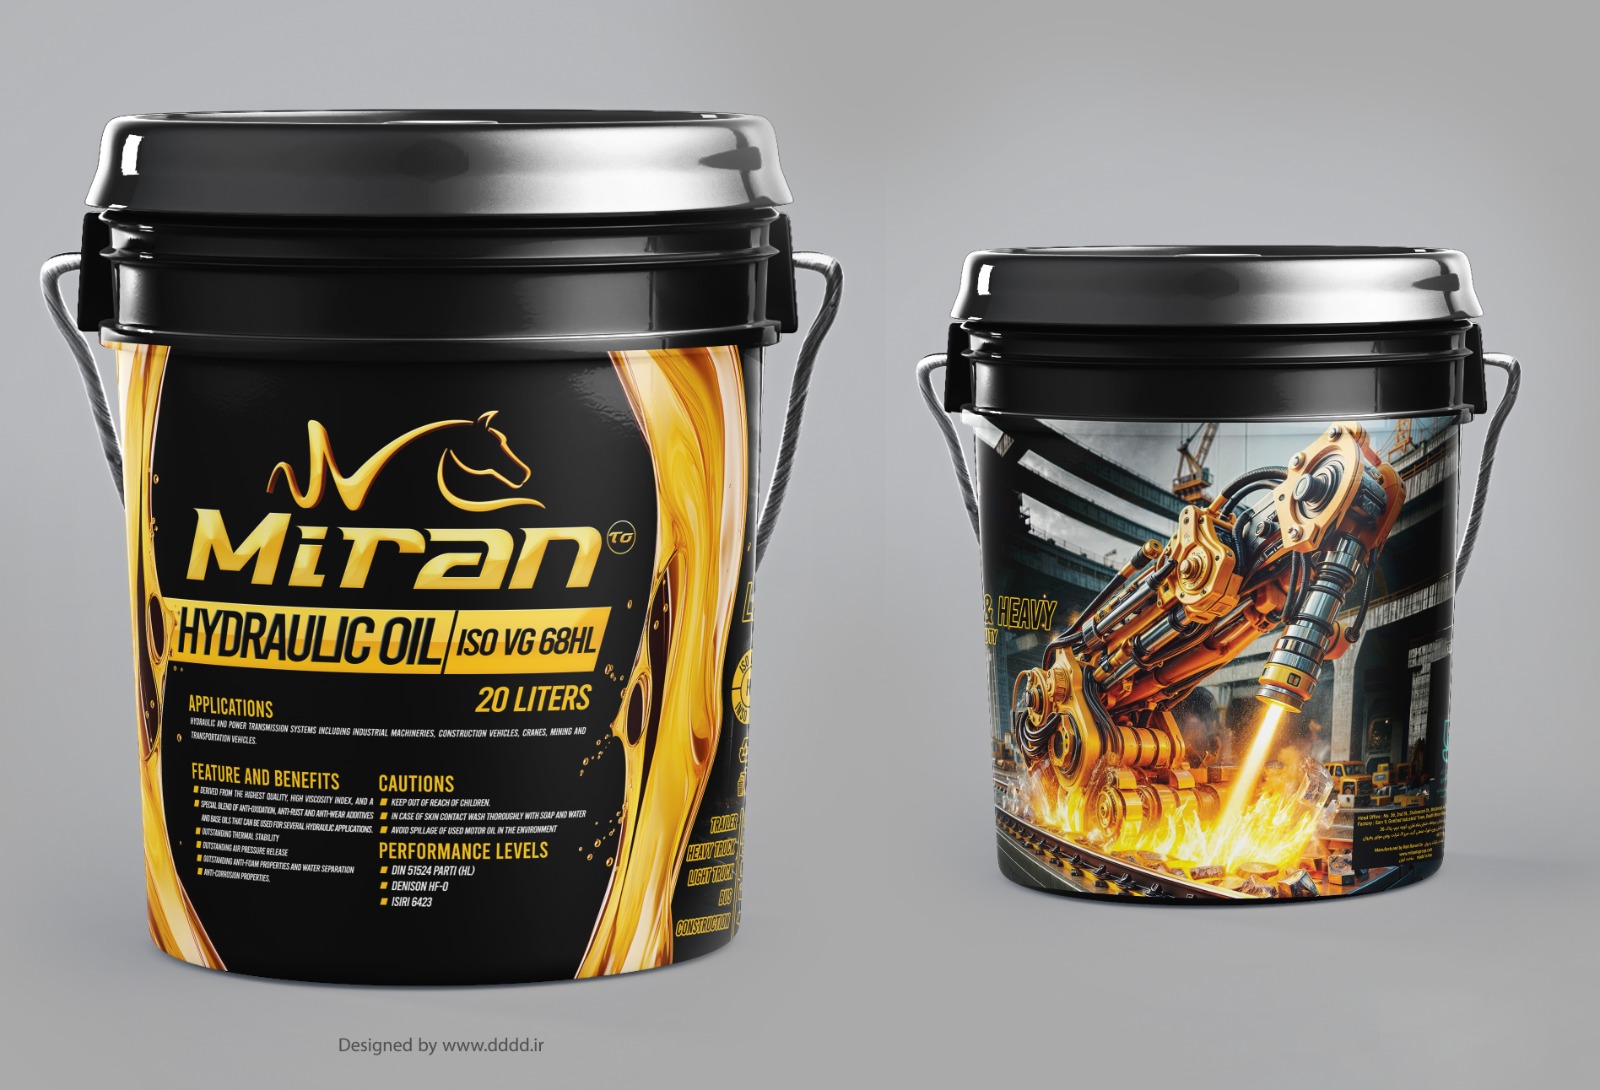 Miran
TO
HYDRAULIC OIL
ISO VG 68HL
20 LITERS
APPLICATIONS
HYDRAULIC AND POWER TRANSMISSION SYSTEMS INCLUDING INDUSTRIAL MACHINERIES, CONSTRUCTION VEHICLES, CRANES, MINING AND
TRANSPORTATION VEHICLES.
FEATURE AND BENEFITS
DERIVED FROM THE HIGHEST QUALITY, HIGH VISCOSITY INDEX, AND A
SPECIAL BLEND OF ANTI-OXIDATION, ANTI-RUST AND ANTI-WEAR ADDITIVES
AND BASE OILS THAT CAN BE USED FOR SEVERAL HYDRAULIC APPLICATIONS.
OUTSTANDING THERMAL STABILITY
OUTSTANDING AIR PRESSURE RELEASE
OUTSTANDING ANTI-FOAM PROPERTIES AND WATER SEPARATION
ANTI-CORROSION PROPERTIES.
CAUTIONS
KEEP OUT OF REACH OF CHILDREN.
IN CASE OF SKIN CONTACT WASH THOROUGHLY WITH SOAP AND WATER
AVOID SPILLAGE OF USED MOTOR OIL IN THE ENVIRONMENT
PERFORMANCE LEVELS
DIN 51524 PARTI (HL)
DENISON HF-0
ISIRI 6423
TRAILER
HEAVY TRUCK
LIGHT TRUCK
BUS
CONSTRUCTION
& HEAVY
Designed by www.dddd.ir